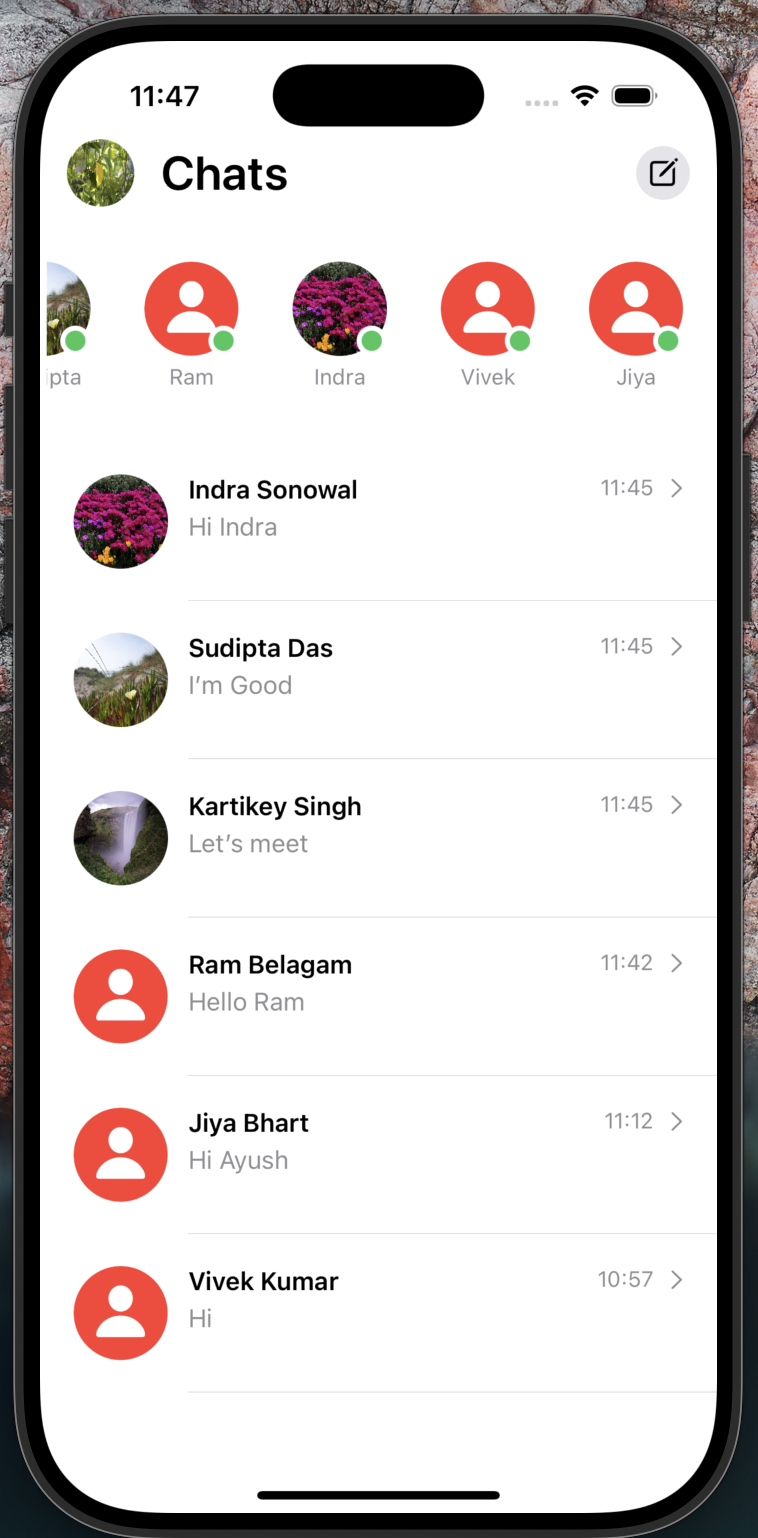 11:47
Chats
ipta Ram Indra Vivek Jiya
Indra Sonowal 11:45
Hi Indra
Sudipta Das 11:45
I’m Good
Kartikey Singh 11:45
Let’s meet
Ram Belagam 11:42
Hello Ram
Jiya Bhart 11:12
Hi Ayush
Vivek Kumar 10:57
Hi